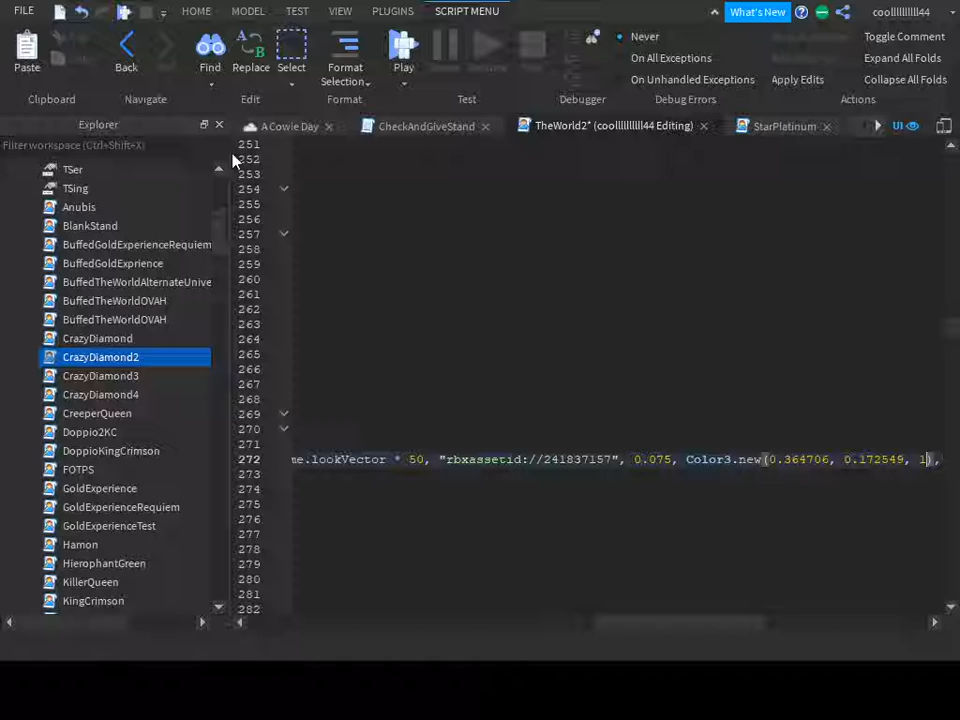 FILE HOME MODEL TEST VIEW PLUGINS SCRIPT MENU What's New coolllllllll44
Paste Back Find Replace Select Format Selection Play
Never
On All Exceptions
On Unhandled Exceptions
Apply Edits
Toggle Comment
Expand All Folds
Collapse All Folds
Clipboard Navigate Edit Format Test Debugger Debug Errors Actions
Explorer
A Cowie Day CheckAndGiveStand TheWorld2* (coolllllllll44 Editing) StarPlatinum UI
Filter workspace (Ctrl+Shift+X)
TSer
TSing
Anubis
BlankStand
BuffedGoldExperienceRequiem
BuffedGoldExprience
BuffedTheWorldAlternateUnive
BuffedTheWorldOVAH
BuffedTheWorldOVAH
CrazyDiamond
CrazyDiamond2
CrazyDiamond3
CrazyDiamond4
CreeperQueen
Doppio2KC
DoppioKingCrimson
FOTPS
GoldExperience
GoldExperienceRequiem
GoldExperienceTest
Hamon
HierophantGreen
KillerQueen
KingCrimson
251
252
253
254
255
256
257
258
259
260
261
262
263
264
265
266
267
268
269
270
271
272 me.lookVector * 50, "rbxassetid://241837157", 0.075, Color3.new(0.364706, 0.172549, 1),
273
274
275
276
277
278
279
280
281
282